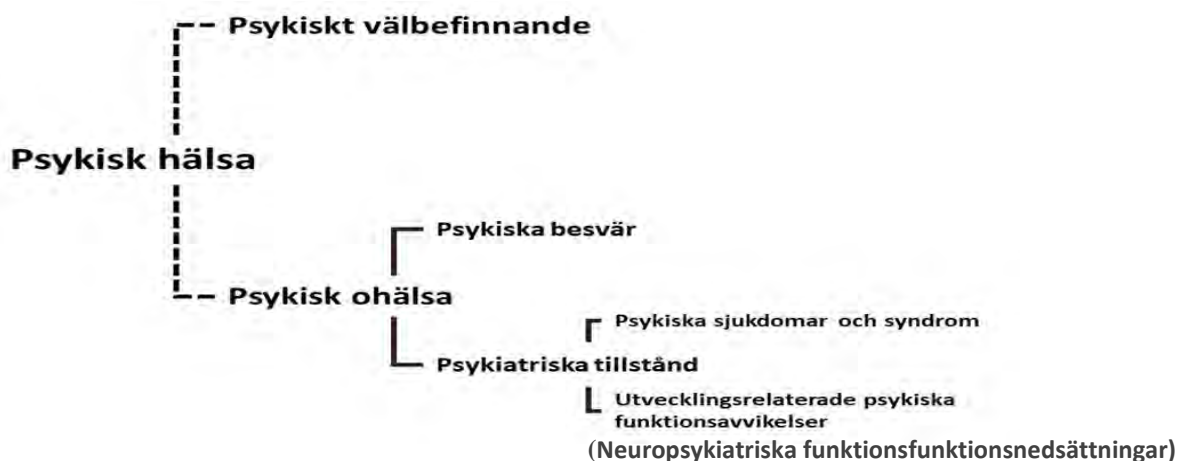 Psykiskt välbefinnande
Psykisk hälsa
Psykiska besvär
Psykisk ohälsa
Psykiska sjukdomar och syndrom
Psykiatriska tillstånd
Utvecklingsrelaterade psykiska
funktionsavvikelser
(Neuropsykiatriska funktionsfunktionsnedsättningar)